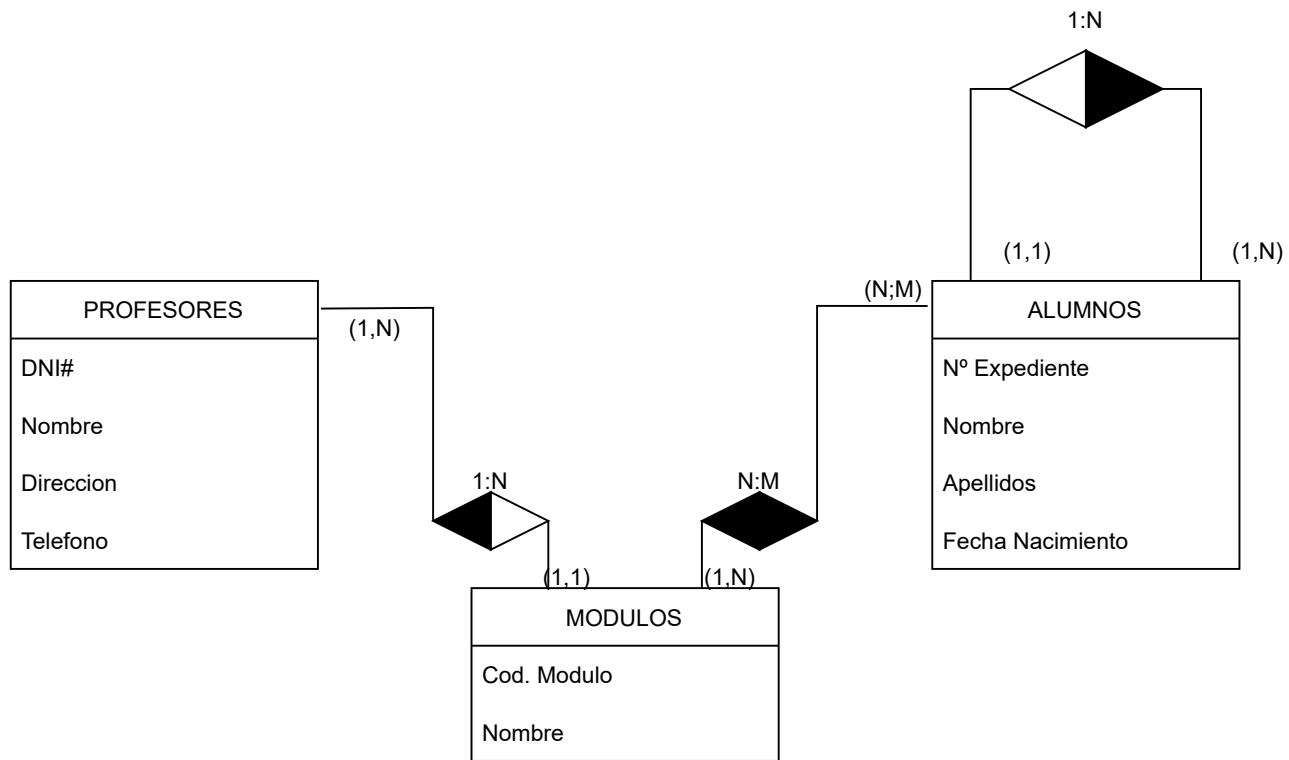 1:N
(1,1)
(1,N)
PROFESORES
(1,N)
DNI#
Nombre
Direccion
Telefono
(N;M)
ALUMNOS
Nº Expediente
Nombre
Apellidos
Fecha Nacimiento
1:N
N:M
(1,1)
(1,N)
MODULOS
Cod. Modulo
Nombre